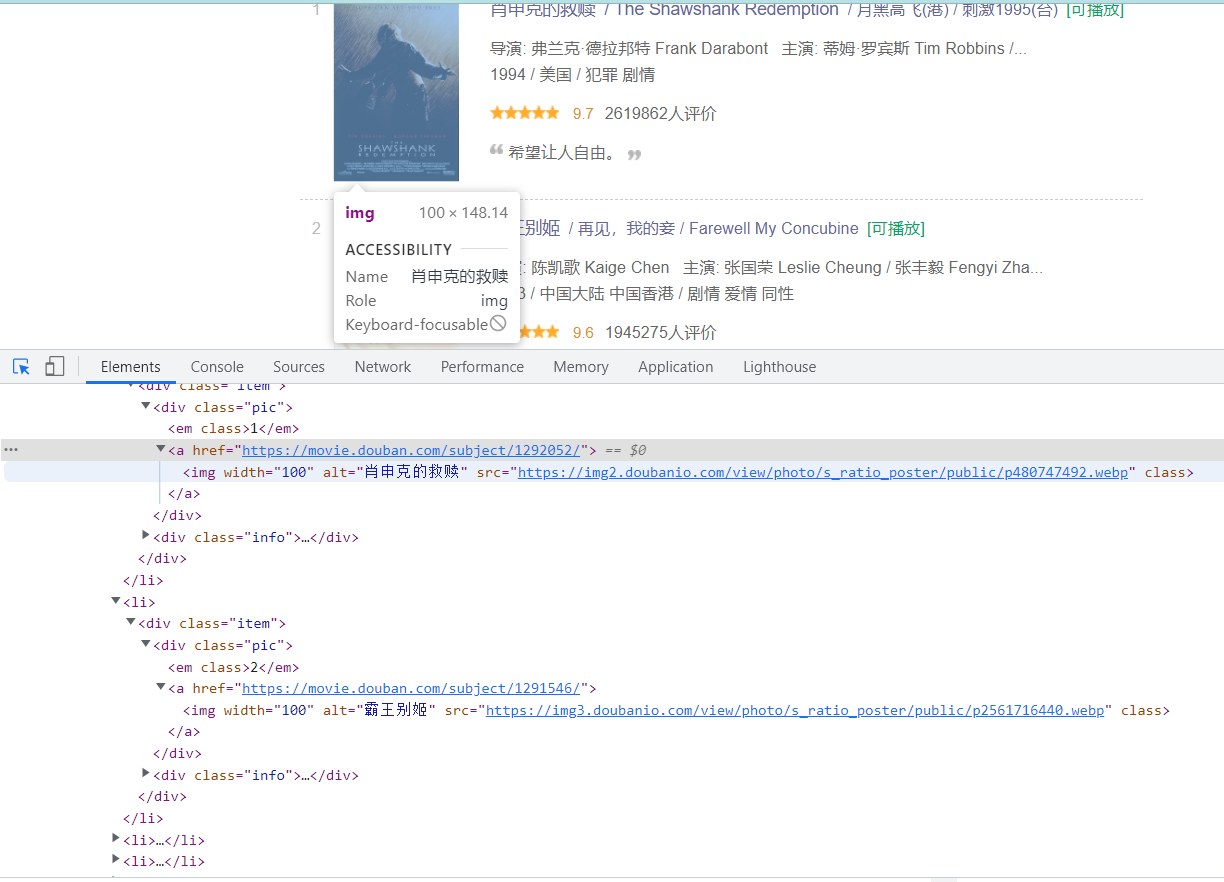 1 肖申克的救赎 / The Shawshank Redemption / 月黑高飞(港) / 刺激1995(台) [可播放]
导演: 弗兰克·德拉邦特 Frank Darabont 主演: 蒂姆·罗宾斯 Tim Robbins /...
1994 / 美国 / 犯罪 剧情
9.7 2619862人评价
“ 希望让人自由。 ”
THE
SHAWSHANK
REDEMPTION
img 100 × 148.14
ACCESSIBILITY
Name 肖申克的救赎
Role img
Keyboard-focusable
2 王别姬 / 再见，我的妾 / Farewell My Concubine [可播放]
: 陈凯歌 Kaige Chen 主演: 张国荣 Leslie Cheung / 张丰毅 Fengyi Zha...
3 / 中国大陆 中国香港 / 剧情 爱情 同性
9.6 1945275人评价
Elements Console Sources Network Performance Memory Application Lighthouse
<div class="item">
<div class="pic">
<em class>1</em>
... <a href="https://movie.douban.com/subject/1292052/"> == $0
<img width="100" alt="肖申克的救赎" src="https://img2.doubanio.com/view/photo/s_ratio_poster/public/p480747492.webp" class>
</a>
</div>
<div class="info">…</div>
</div>
</li>
<li>
<div class="item">
<div class="pic">
<em class>2</em>
<a href="https://movie.douban.com/subject/1291546/">
<img width="100" alt="霸王别姬" src="https://img3.doubanio.com/view/photo/s_ratio_poster/public/p2561716440.webp" class>
</a>
</div>
<div class="info">…</div>
</div>
</li>
<li>…</li>
<li>…</li>